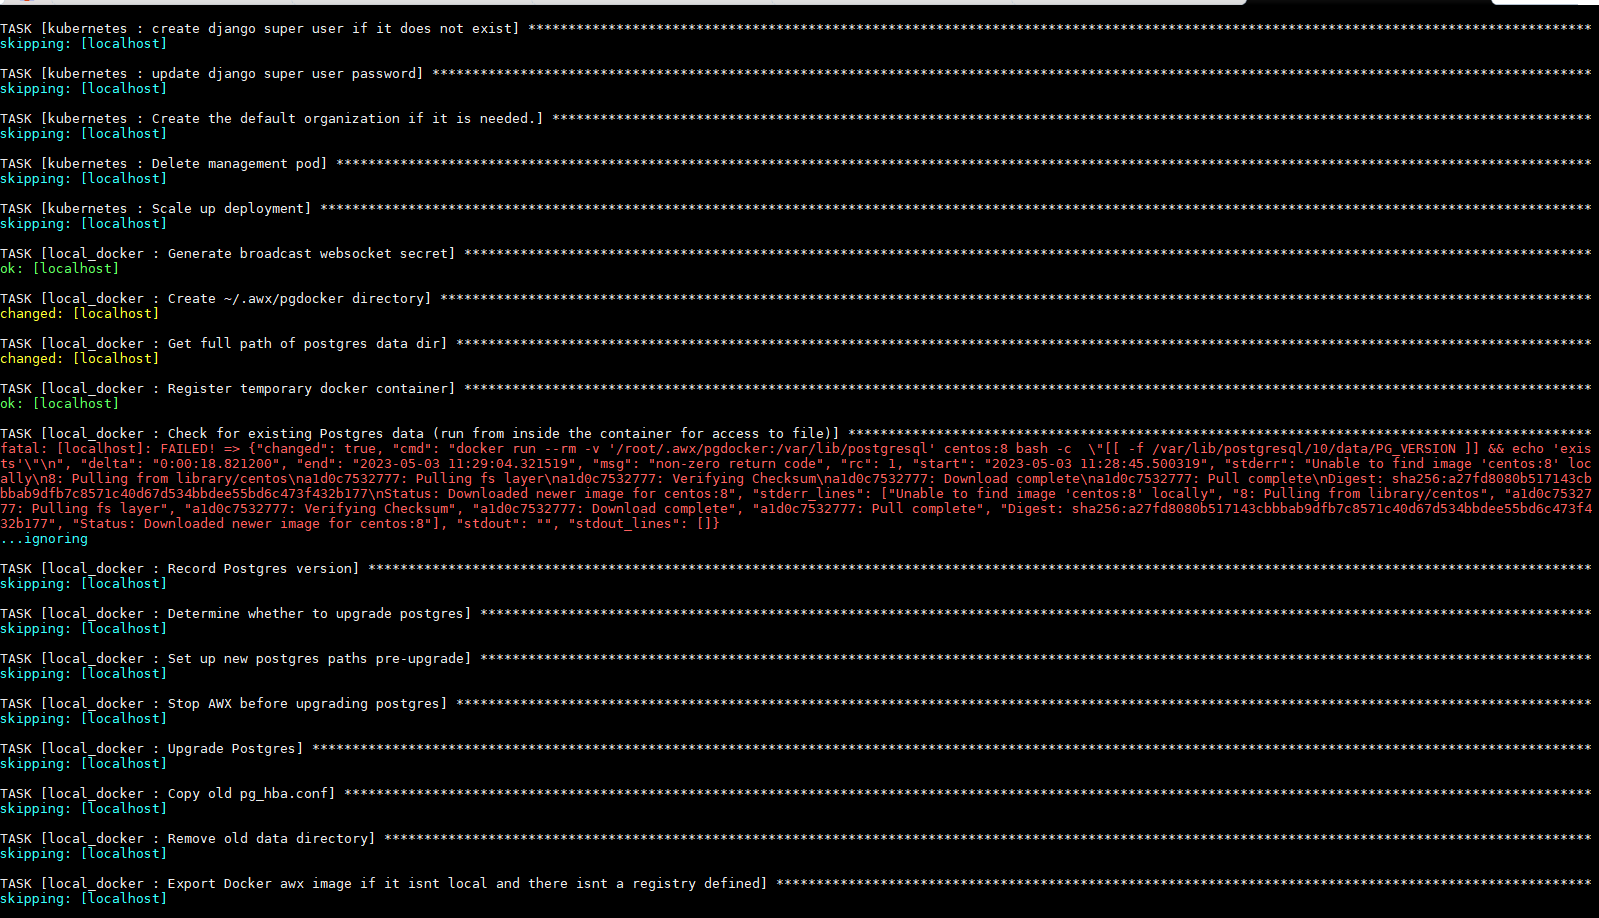 TASK [kubernetes : create django super user if it does not exist] *************************************************************************************************************************************
skipping: [localhost]
TASK [kubernetes : update django super user password] *************************************************************************************************************************************************
skipping: [localhost]
TASK [kubernetes : Create the default organization if it is needed.] **********************************************************************************************************************************
skipping: [localhost]
TASK [kubernetes : Delete management pod] *************************************************************************************************************************************************************
skipping: [localhost]
TASK [kubernetes : Scale up deployment] ***************************************************************************************************************************************************************
skipping: [localhost]
TASK [local_docker : Generate broadcast websocket secret] *********************************************************************************************************************************************
ok: [localhost]
TASK [local_docker : Create ~/.awx/pgdocker directory] ************************************************************************************************************************************************
changed: [localhost]
TASK [local_docker : Get full path of postgres data dir] **********************************************************************************************************************************************
changed: [localhost]
TASK [local_docker : Register temporary docker container] *********************************************************************************************************************************************
ok: [localhost]
TASK [local_docker : Check for existing Postgres data (run from inside the container for access to file)] *********************************************************************************************
fatal: [localhost]: FAILED! => {"changed": true, "cmd": "docker run --rm -v '/root/.awx/pgdocker:/var/lib/postgresql' centos:8 bash -c  \"[[ -f /var/lib/postgresql/10/data/PG_VERSION ]] && echo 'exis
ts'\"\n", "delta": "0:00:18.821200", "end": "2023-05-03 11:29:04.321519", "msg": "non-zero return code", "rc": 1, "start": "2023-05-03 11:28:45.500319", "stderr": "Unable to find image 'centos:8' loc
ally\n8: Pulling from library/centos\na1d0c7532777: Pulling fs layer\na1d0c7532777: Verifying Checksum\na1d0c7532777: Download complete\na1d0c7532777: Pull complete\nDigest: sha256:a27fd8080b517143cb
bbab9dfb7c8571c40d67d534bbdee55bd6c473f432b177\nStatus: Downloaded newer image for centos:8", "stderr_lines": ["Unable to find image 'centos:8' locally", "8: Pulling from library/centos", "a1d0c75327
77: Pulling fs layer", "a1d0c7532777: Verifying Checksum", "a1d0c7532777: Download complete", "a1d0c7532777: Pull complete", "Digest: sha256:a27fd8080b517143cbbbab9dfb7c8571c40d67d534bbdee55bd6c473f4
32b177", "Status: Downloaded newer image for centos:8"], "stdout": "", "stdout_lines": []}
...ignoring
TASK [local_docker : Record Postgres version] *********************************************************************************************************************************************************
skipping: [localhost]
TASK [local_docker : Determine whether to upgrade postgres] *******************************************************************************************************************************************
skipping: [localhost]
TASK [local_docker : Set up new postgres paths pre-upgrade] *******************************************************************************************************************************************
skipping: [localhost]
TASK [local_docker : Stop AWX before upgrading postgres] **********************************************************************************************************************************************
skipping: [localhost]
TASK [local_docker : Upgrade Postgres] ****************************************************************************************************************************************************************
skipping: [localhost]
TASK [local_docker : Copy old pg_hba.conf] ************************************************************************************************************************************************************
skipping: [localhost]
TASK [local_docker : Remove old data directory] *******************************************************************************************************************************************************
skipping: [localhost]
TASK [local_docker : Export Docker awx image if it isnt local and there isnt a registry defined] ******************************************************************************************************
skipping: [localhost]